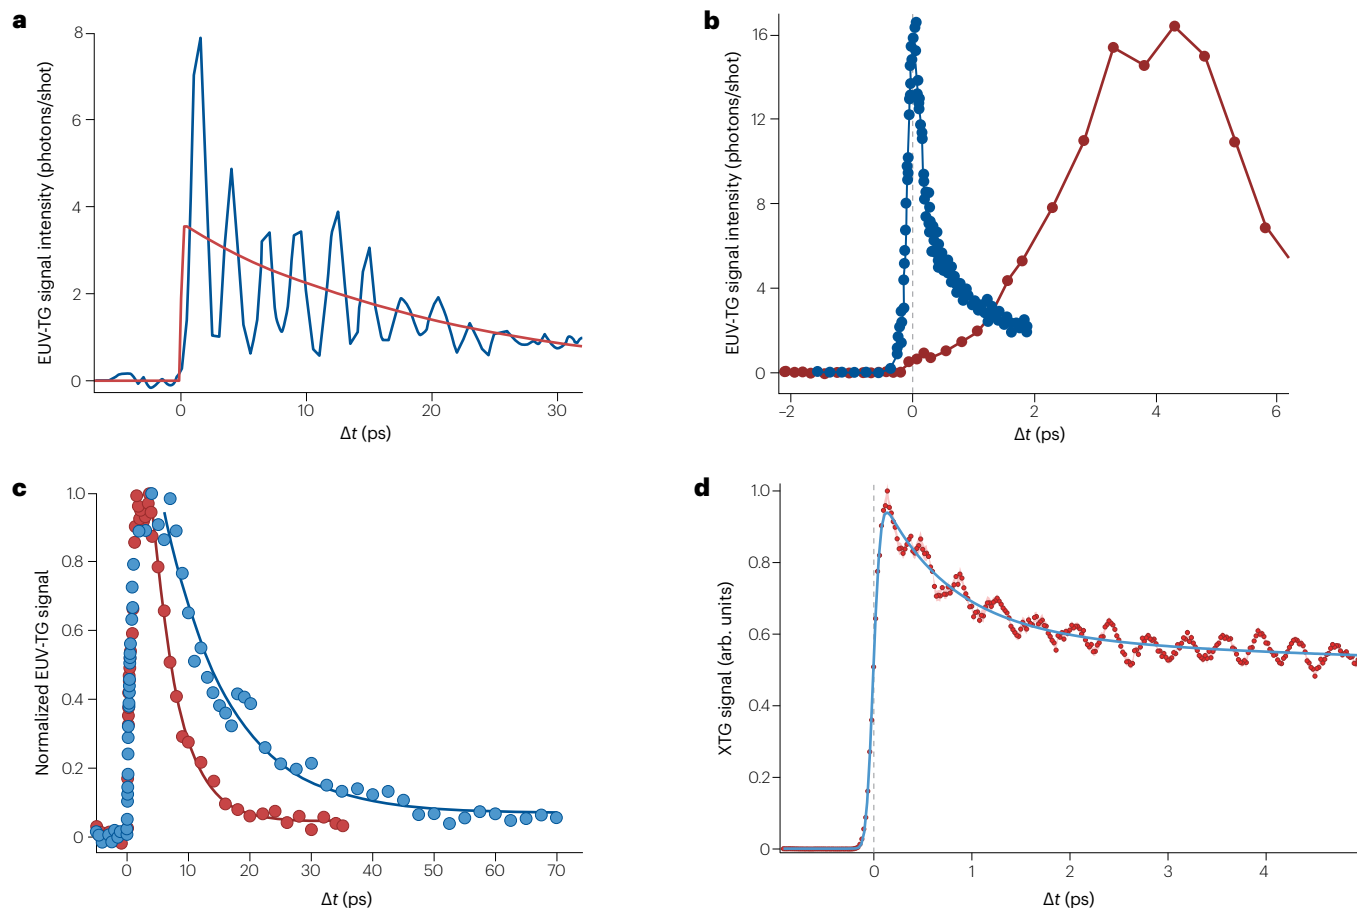 a
EUV-TG signal intensity (photons/shot)
8
6
4
2
0
0 10 20 30
Δt (ps)
b
EUV-TG signal intensity (photons/shot)
16
12
8
4
0
-2 0 2 4 6
Δt (ps)
c
Normalized EUV-TG signal
1.0
0.8
0.6
0.4
0.2
0
0 10 20 30 40 50 60 70
Δt (ps)
d
XTG signal (arb. units)
1.0
0.8
0.6
0.4
0.2
0
0 1 2 3 4
Δt (ps)